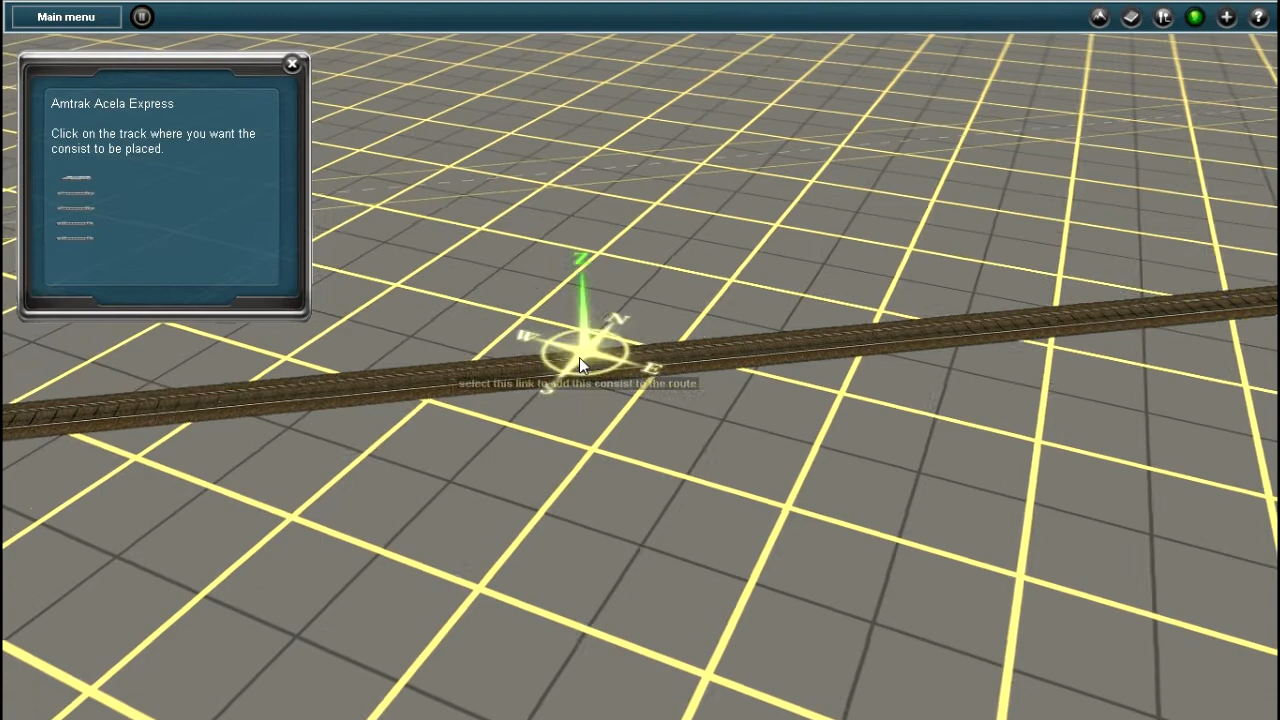 Main menu
Amtrak Acela Express
Click on the track where you want the
consist to be placed.
Z
N
W
E
S
select this link to add this consist to the route
?